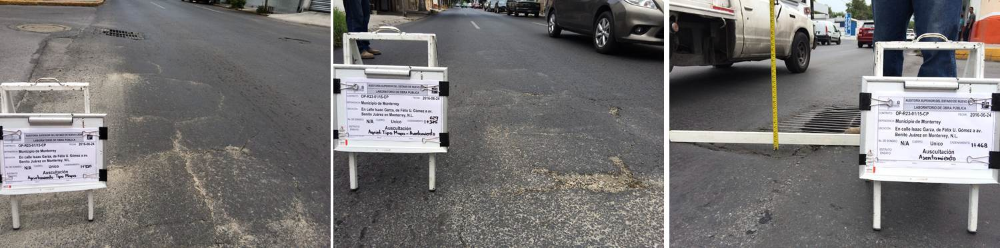 AUDITORÍA SUPERIOR DEL ESTADO DE NUEVO LEÓN
LABORATORIO DE OBRA PÚBLICA
CONTRATO: OP-R23-01/15-CP FECHA: 2016-06-24
DEPENDENCIA: Municipio de Monterrey
UBICACIÓN: En calle Isaac Garza, de Félix U. Gómez a av.
Benito Juárez en Monterrey, N.L.
No. DE SONDEO: N/A CUERPO: Unico CADENAMIENTO: 1+320
ESTRATO: Auscultación
ENSAYO: Agrietamiento Tipo Mapa
AUDITORÍA SUPERIOR DEL ESTADO DE NUEVO
LABORATORIO DE OBRA PÚBLICA
CONTRATO: OP-R23-01/15-CP FECHA: 2016-06-24
DEPENDENCIA: Municipio de Monterrey
UBICACIÓN: En calle Isaac Garza, de Félix U. Gómez a av.
Benito Juárez en Monterrey, N.L.
No. DE SONDEO: N/A CUERPO: Unico 1+376
ESTRATO: Auscultación
ENSAYO: Agriet. Tipo Mapa - Asentamiento
AUDITORÍA SUPERIOR DEL ESTADO DE NUEVO LEÓN
LABORATORIO DE OBRA PÚBLICA
CONTRATO: OP-R23-01/15-CP FECHA: 2016-06-24
DEPENDENCIA: Municipio de Monterrey
UBICACIÓN: En calle Isaac Garza, de Félix U. Gómez a av.
Benito Juárez en Monterrey, N.L.
No. DE SONDEO: N/A CUERPO: Unico CADENAMIENTO: 1+468
ESTRATO: Auscultación
ENSAYO: Asentamiento